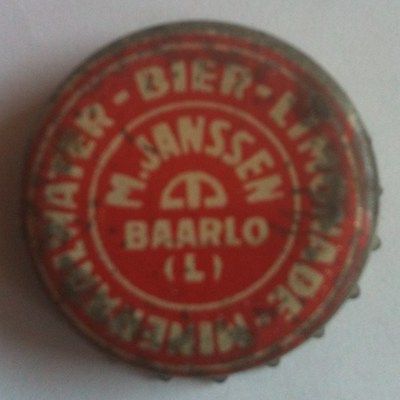 BIER-LIMONADE-MINERAALWATER-
M.JANSSEN
BAARLO
(L)